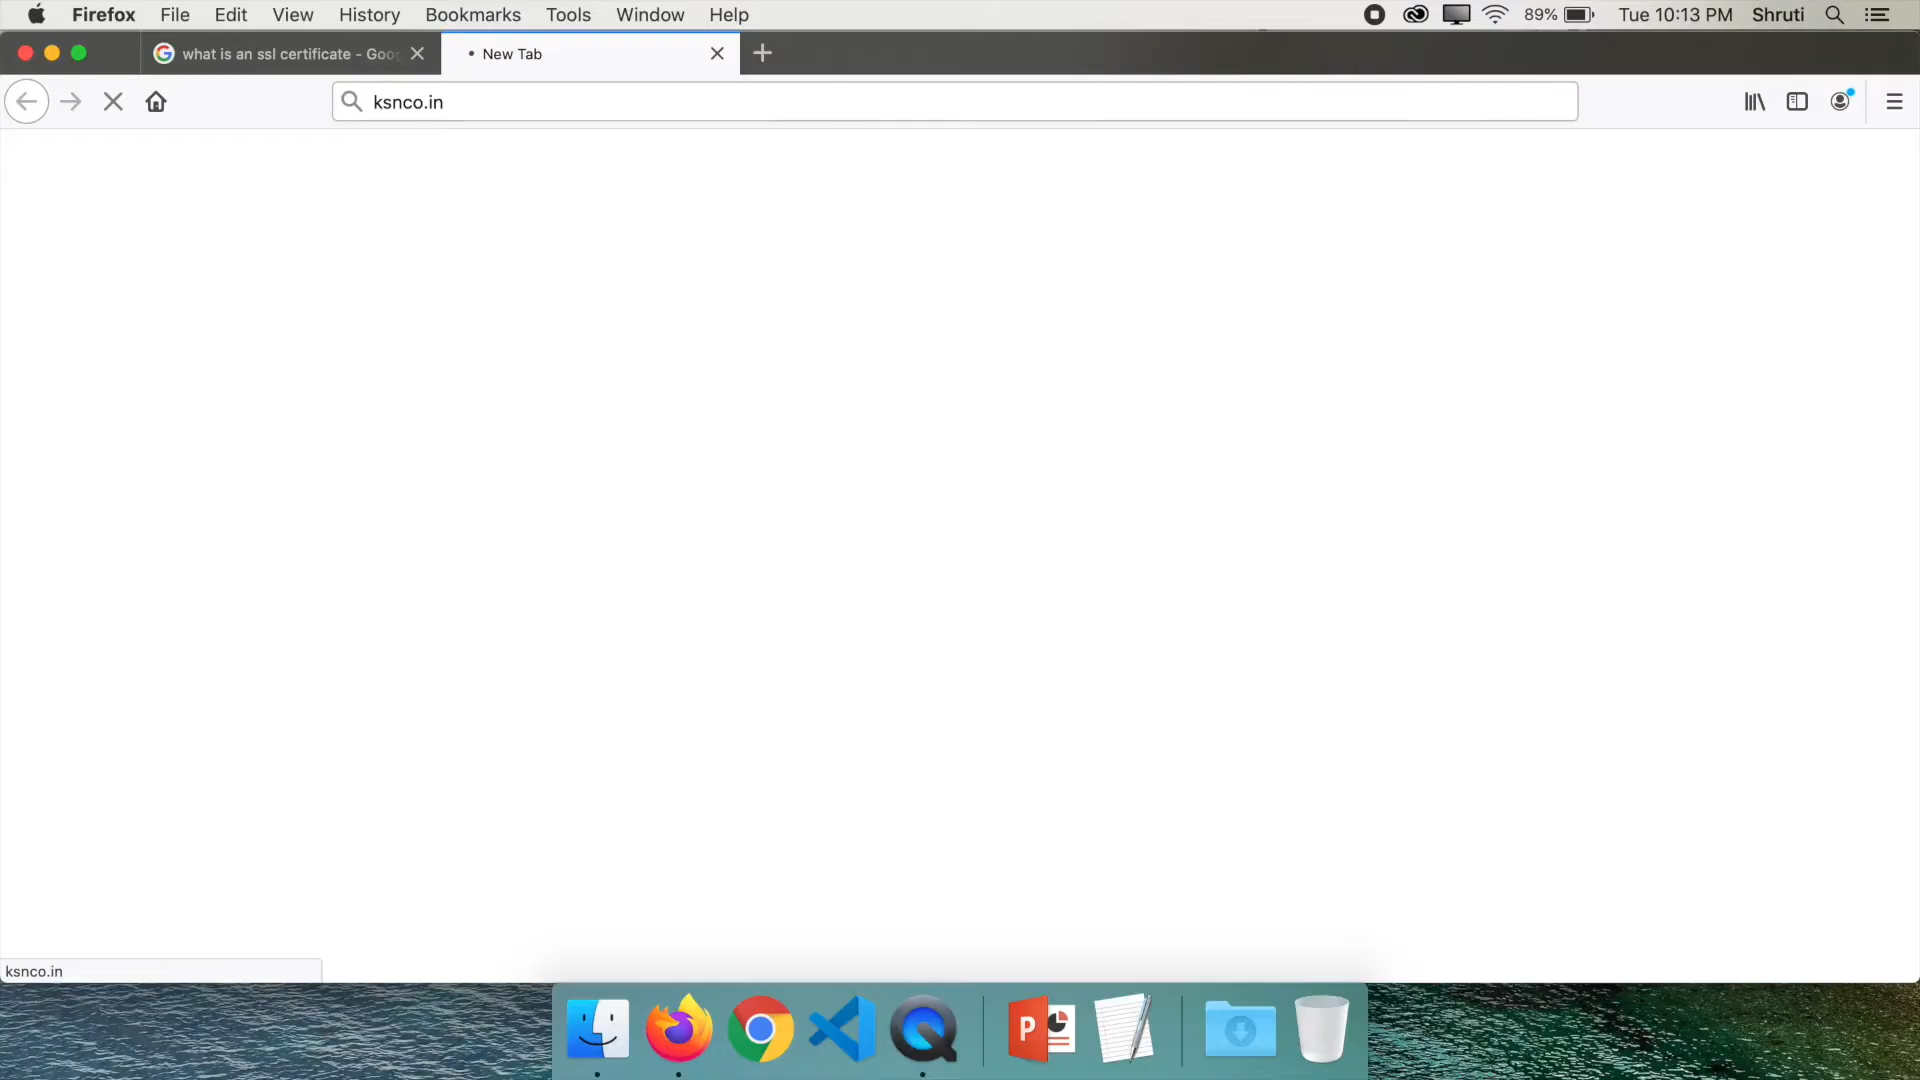 Firefox File Edit View History Bookmarks Tools Window Help 89% Tue 10:13 PM Shruti
what is an ssl certificate - Goo New Tab
ksnco.in
ksnco.in
P